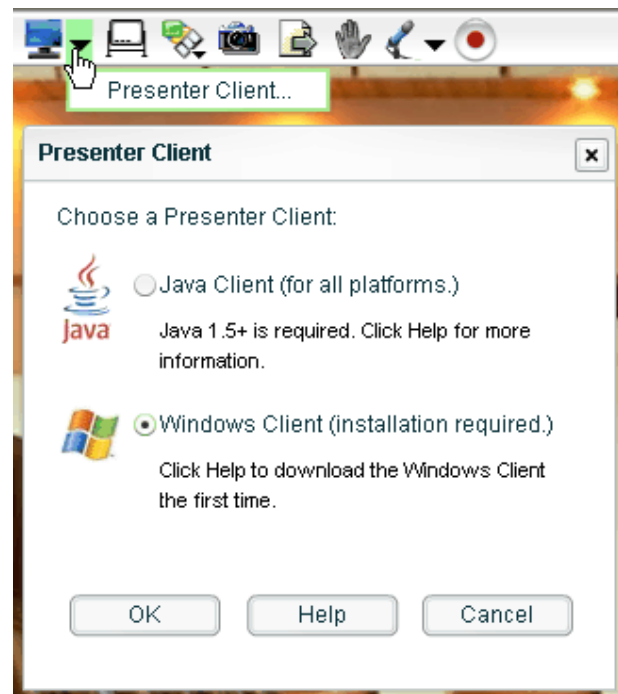 Presenter Client...
Presenter Client
Choose a Presenter Client:
Java Client (for all platforms.)
Java
Java 1.5+ is required. Click Help for more
information.
Windows Client (installation required.)
Click Help to download the Windows Client
the first time.
OK Help Cancel